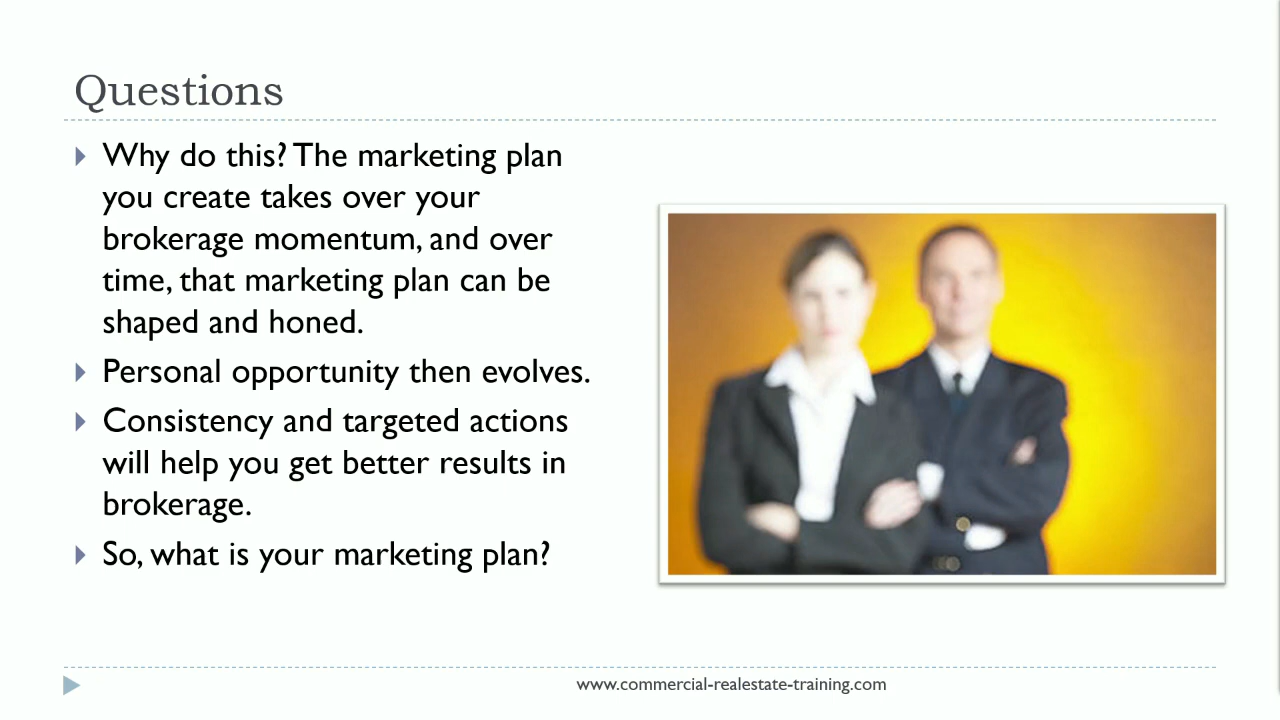 Questions
Why do this? The marketing plan
you create takes over your
brokerage momentum, and over
time, that marketing plan can be
shaped and honed.
Personal opportunity then evolves.
Consistency and targeted actions
will help you get better results in
brokerage.
So, what is your marketing plan?
www.commercial-realestate-training.com